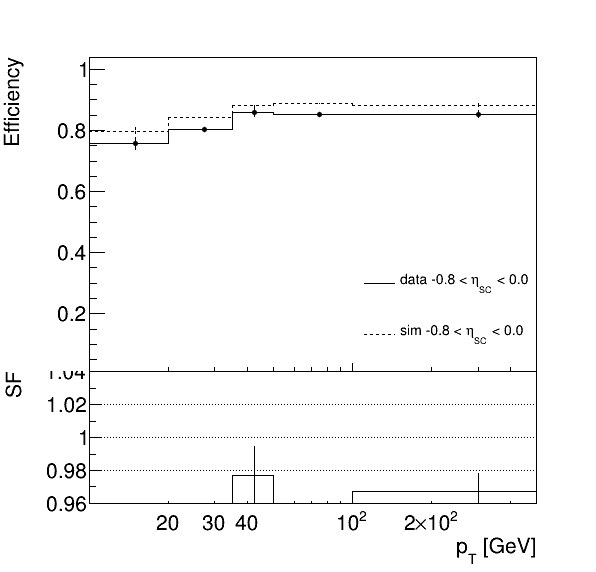 Efficiency
1
0.8
0.6
0.4
0.2
data -0.8 < η_SC < 0.0
sim -0.8 < η_SC < 0.0
SF
1.04
1.02
1
0.98
0.96
20 30 40 10² 2×10²
p_T [GeV]